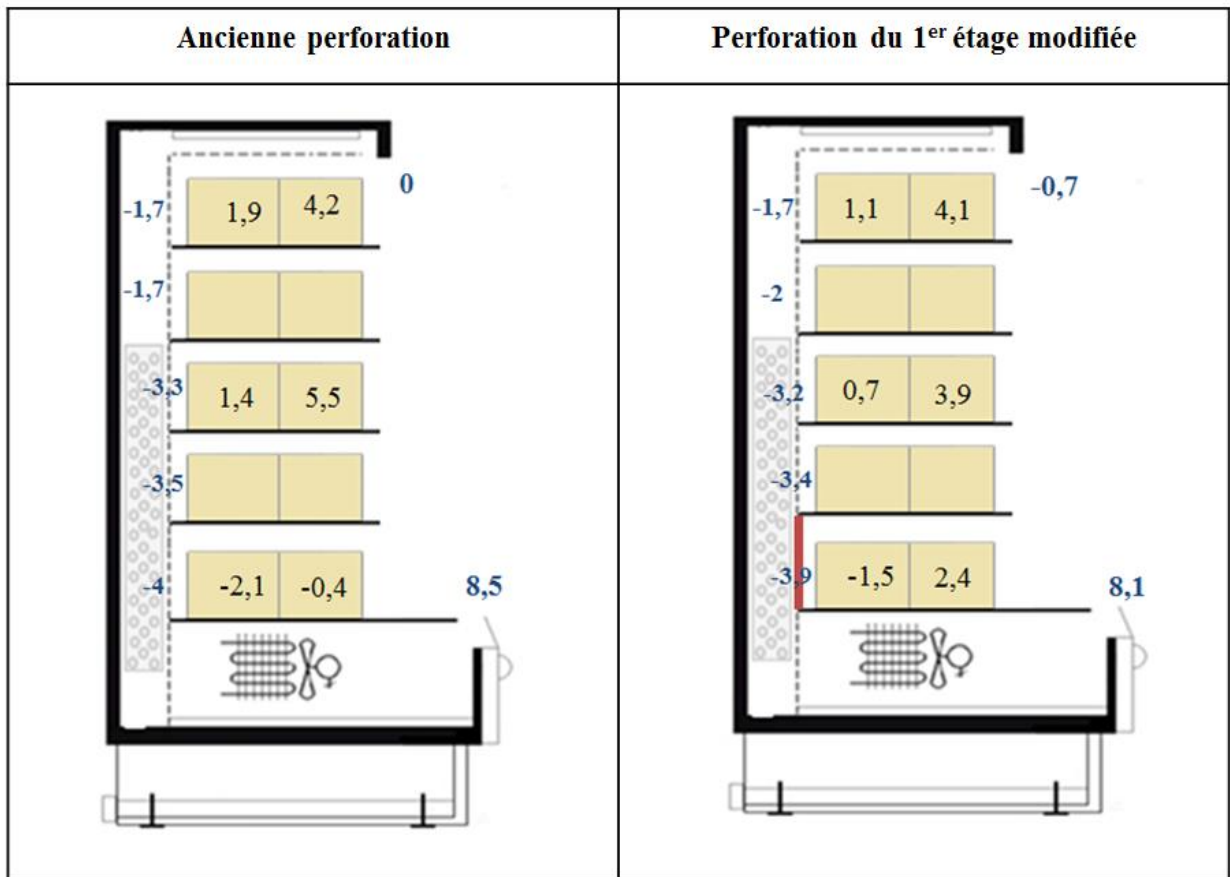 Ancienne perforation
Perforation du 1er étage modifiée
0
-1,7 1,9 4,2
-1,7
-3,3 1,4 5,5
-3,5
-4 -2,1 -0,4 8,5
-0,7
-1,7 1,1 4,1
-2
-3,2 0,7 3,9
-3,4
-3,9 -1,5 2,4 8,1